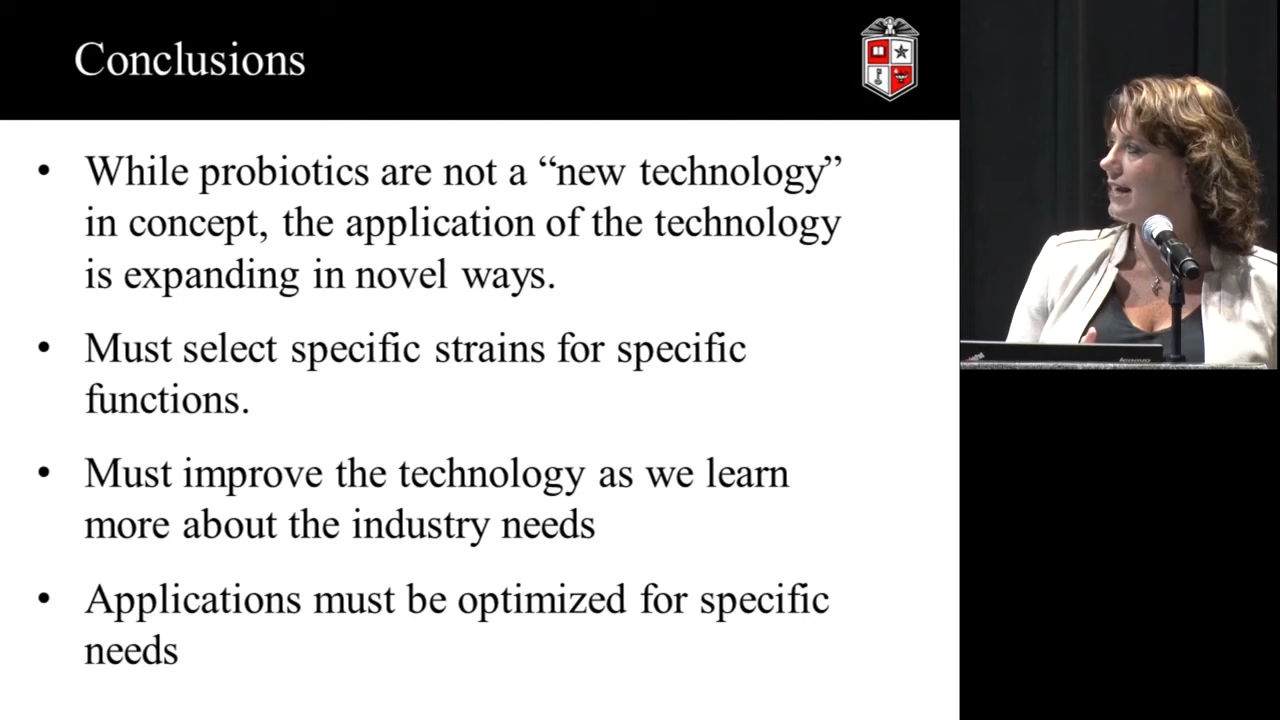 Conclusions
• While probiotics are not a “new technology”
in concept, the application of the technology
is expanding in novel ways.
• Must select specific strains for specific
functions.
• Must improve the technology as we learn
more about the industry needs
• Applications must be optimized for specific
needs